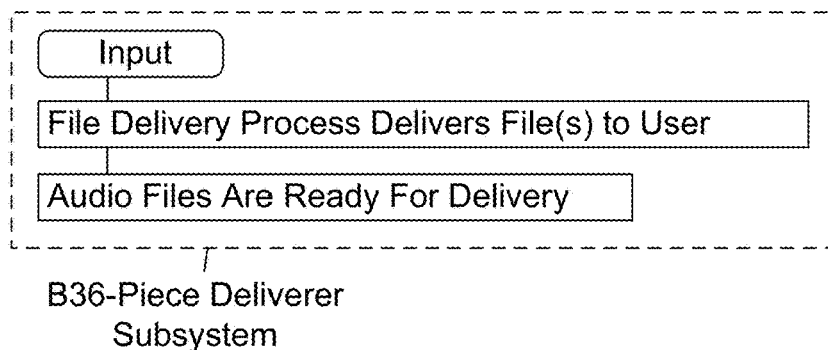 Input
File Delivery Process Delivers File(s) to User
Audio Files Are Ready For Delivery
B36-Piece Deliverer
Subsystem